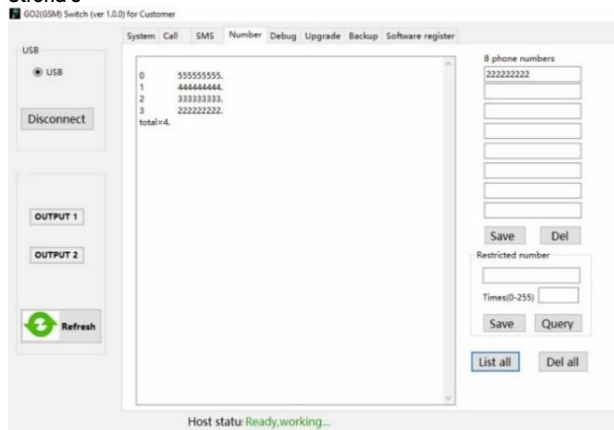 GO2(GSM) Switch (ver 1.0.0) for Customer
System Call SMS Number Debug Upgrade Backup Software register
USB
USB
Disconnect
OUTPUT 1
OUTPUT 2
Refresh
0 555555555.
1 444444444.
2 333333333.
3 222222222.
total=4.
8 phone numbers
222222222
Save Del
Restricted number
Times(0-255)
Save Query
List all Del all
Host statu: Ready,working...